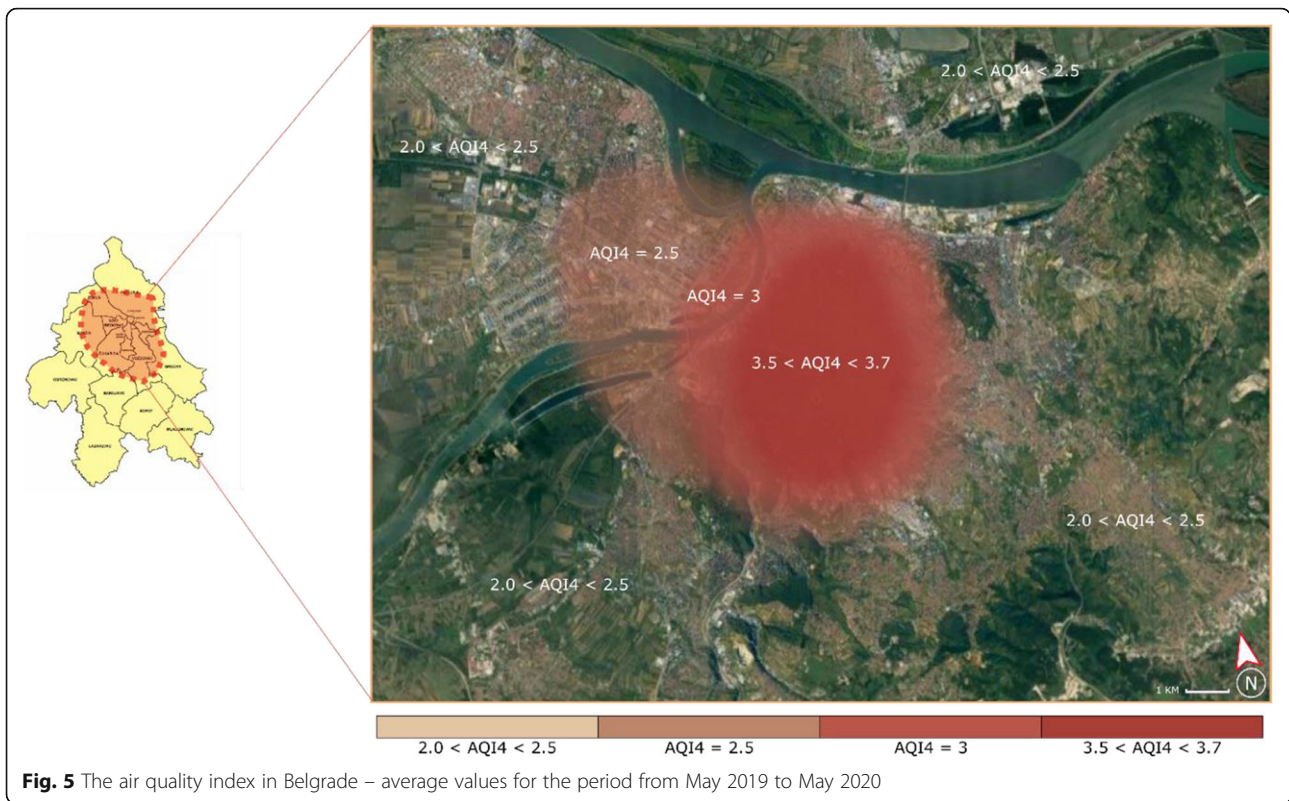 2.0 < AQI4 < 2.5
2.0 < AQI4 < 2.5
AQI4 = 2.5
AQI4 = 3
3.5 < AQI4 < 3.7
2.0 < AQI4 < 2.5
2.0 < AQI4 < 2.5
1 KM
N
2.0 < AQI4 < 2.5
AQI4 = 2.5
AQI4 = 3
3.5 < AQI4 < 3.7
Fig. 5 The air quality index in Belgrade – average values for the period from May 2019 to May 2020